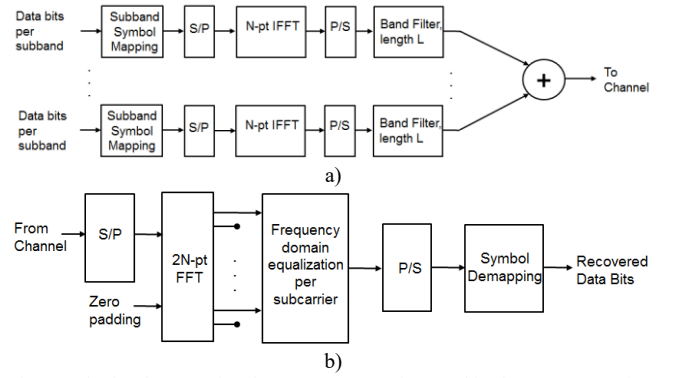 Data bits
per
subband
Subband
Symbol
Mapping
S/P
N-pt IFFT
P/S
Band Filter,
length L
Data bits
per
subband
Subband
Symbol
Mapping
S/P
N-pt IFFT
P/S
Band Filter,
length L
+
To
Channel
a)
From
Channel
S/P
Zero
padding
2N-pt
FFT
Frequency
domain
equalization
per
subcarrier
P/S
Symbol
Demapping
Recovered
Data Bits
b)